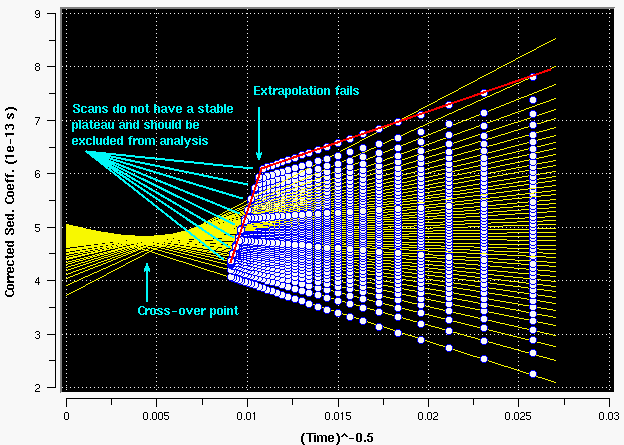 9
8
7
6
5
4
3
2
Corrected Sed. Coeff. (1e-13 s)
Extrapolation fails
Scans do not have a stable
plateau and should be
excluded from analysis
Cross-over point
0
0.005
0.01
0.015
0.02
0.025
0.03
(Time)^-0.5